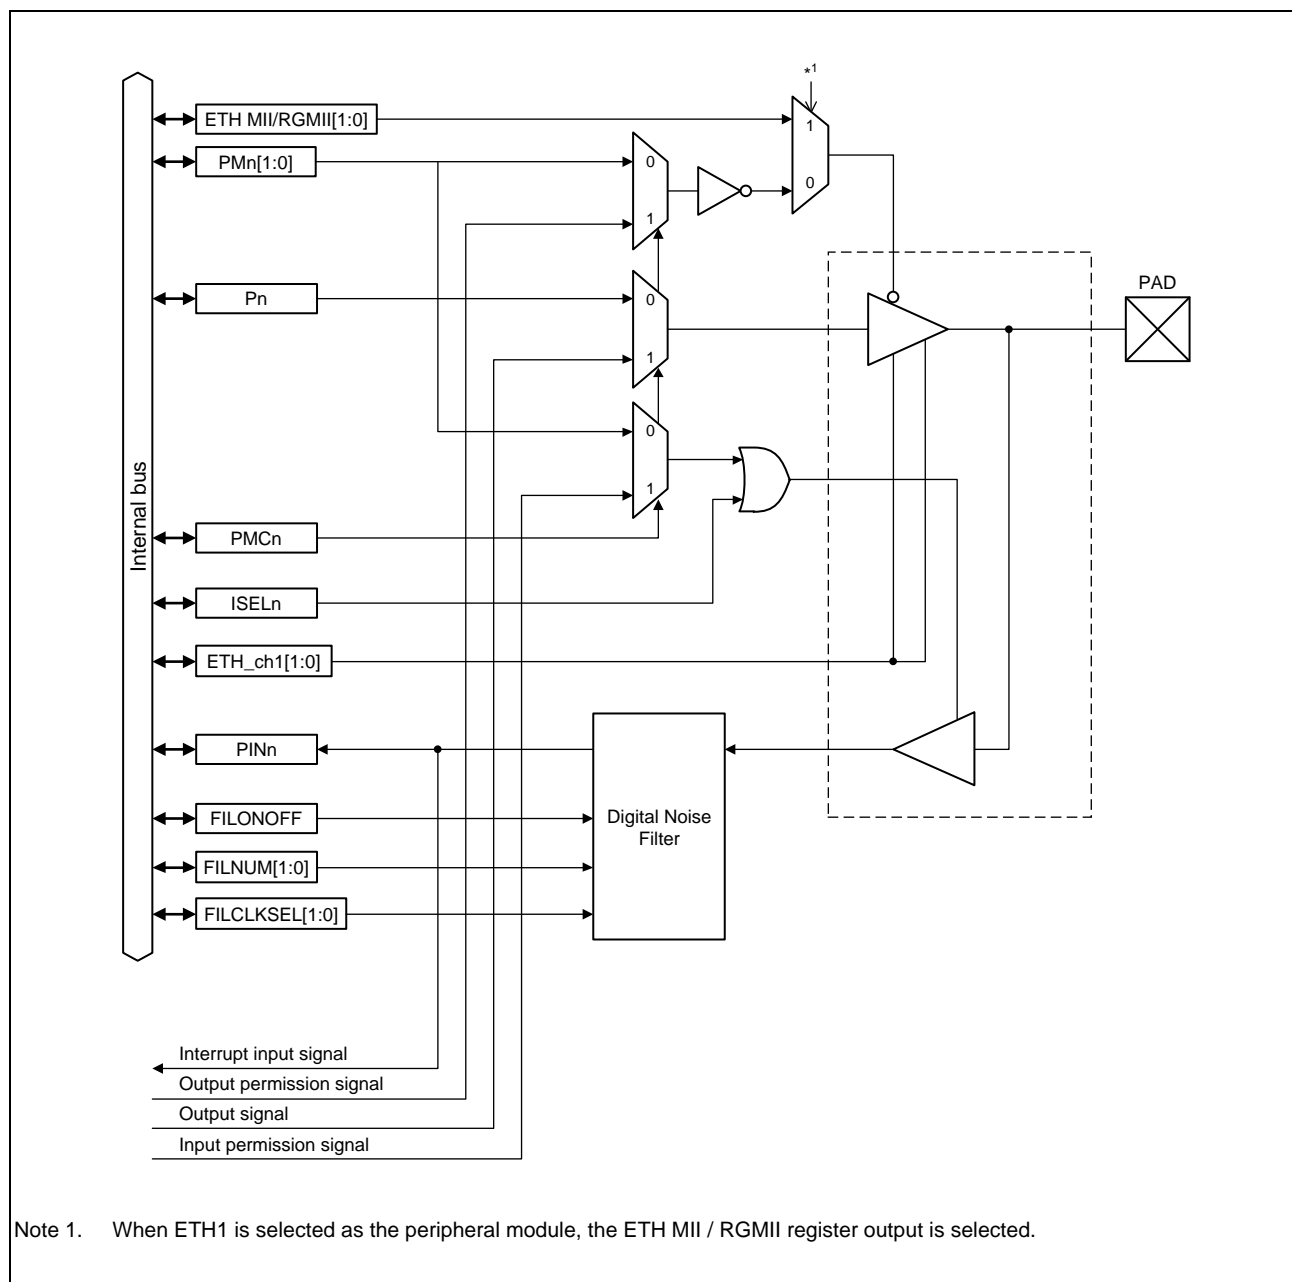 *1
ETH MII/RGMII[1:0]
1
PMn[1:0]
0
0
1
PAD
Pn
0
1
0
1
Internal bus
PMCn
ISELn
ETH_ch1[1:0]
PINn
Digital Noise
Filter
FILONOFF
FILNUM[1:0]
FILCLKSEL[1:0]
Interrupt input signal
Output permission signal
Output signal
Input permission signal
Note 1. When ETH1 is selected as the peripheral module, the ETH MII / RGMII register output is selected.